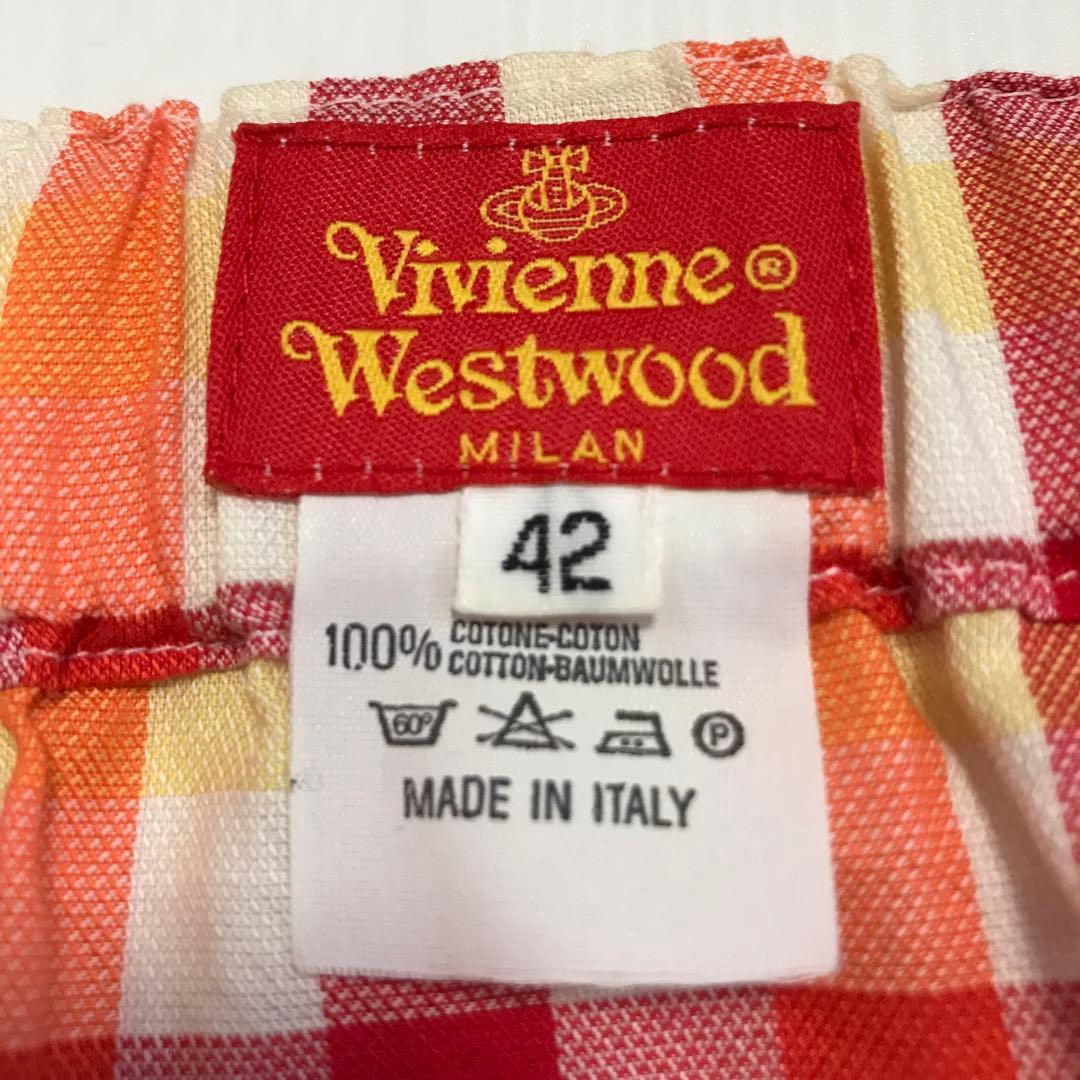 Vivienne®
Westwood
MILAN
42
100% COTONE-COTON
COTTON-BAUMWOLLE
60° P
MADE IN ITALY